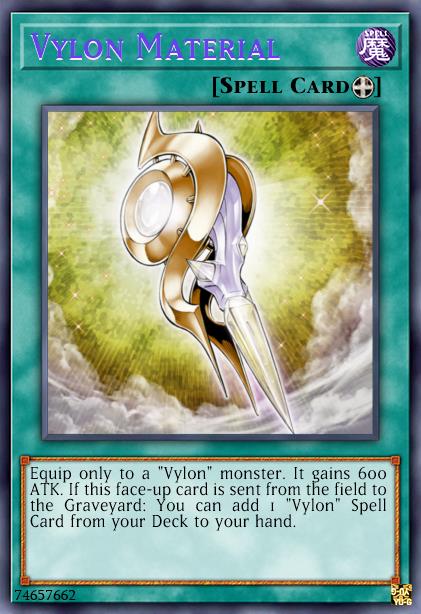 Vylon Material
SPELL
魔
[Spell Card]
Equip only to a "Vylon" monster. It gains 600
ATK. If this face-up card is sent from the field to
the Graveyard: You can add 1 "Vylon" Spell
Card from your Deck to your hand.
74657662